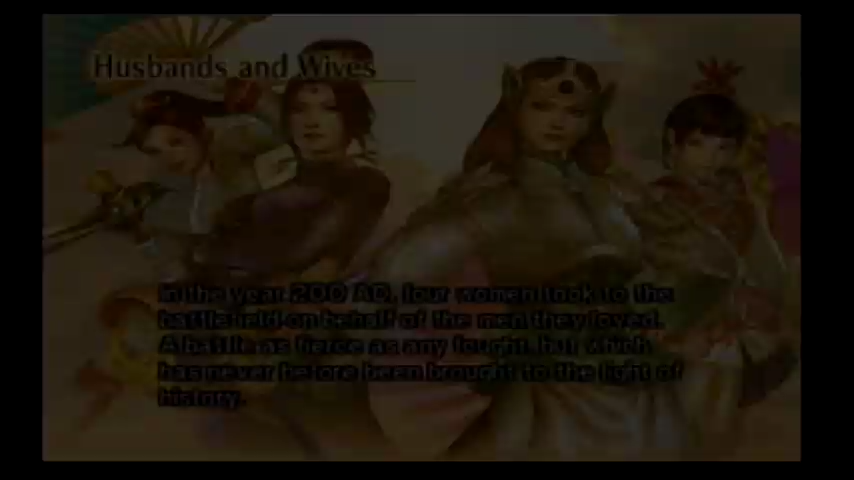 Husbands and Wives
In the year 200 AD, four women took to the
battlefield on behalf of the men they loved.
A battle as fierce as any fought, but which
has never before been brought to the light of
history.